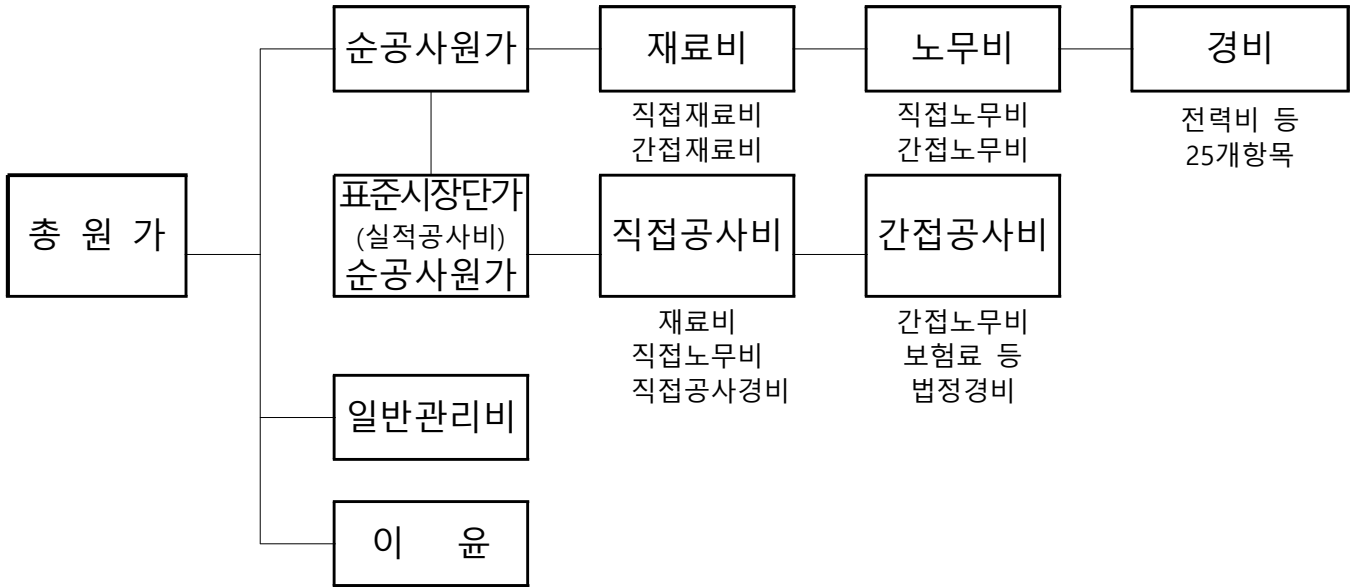 순공사원가
재료비
노무비
경비
직접재료비
간접재료비
직접노무비
간접노무비
전력비 등
25개항목
총 원 가
표준시장단가
(실적공사비)
순공사원가
직접공사비
간접공사비
재료비
직접노무비
직접공사경비
간접노무비
보험료 등
법정경비
일반관리비
이 윤